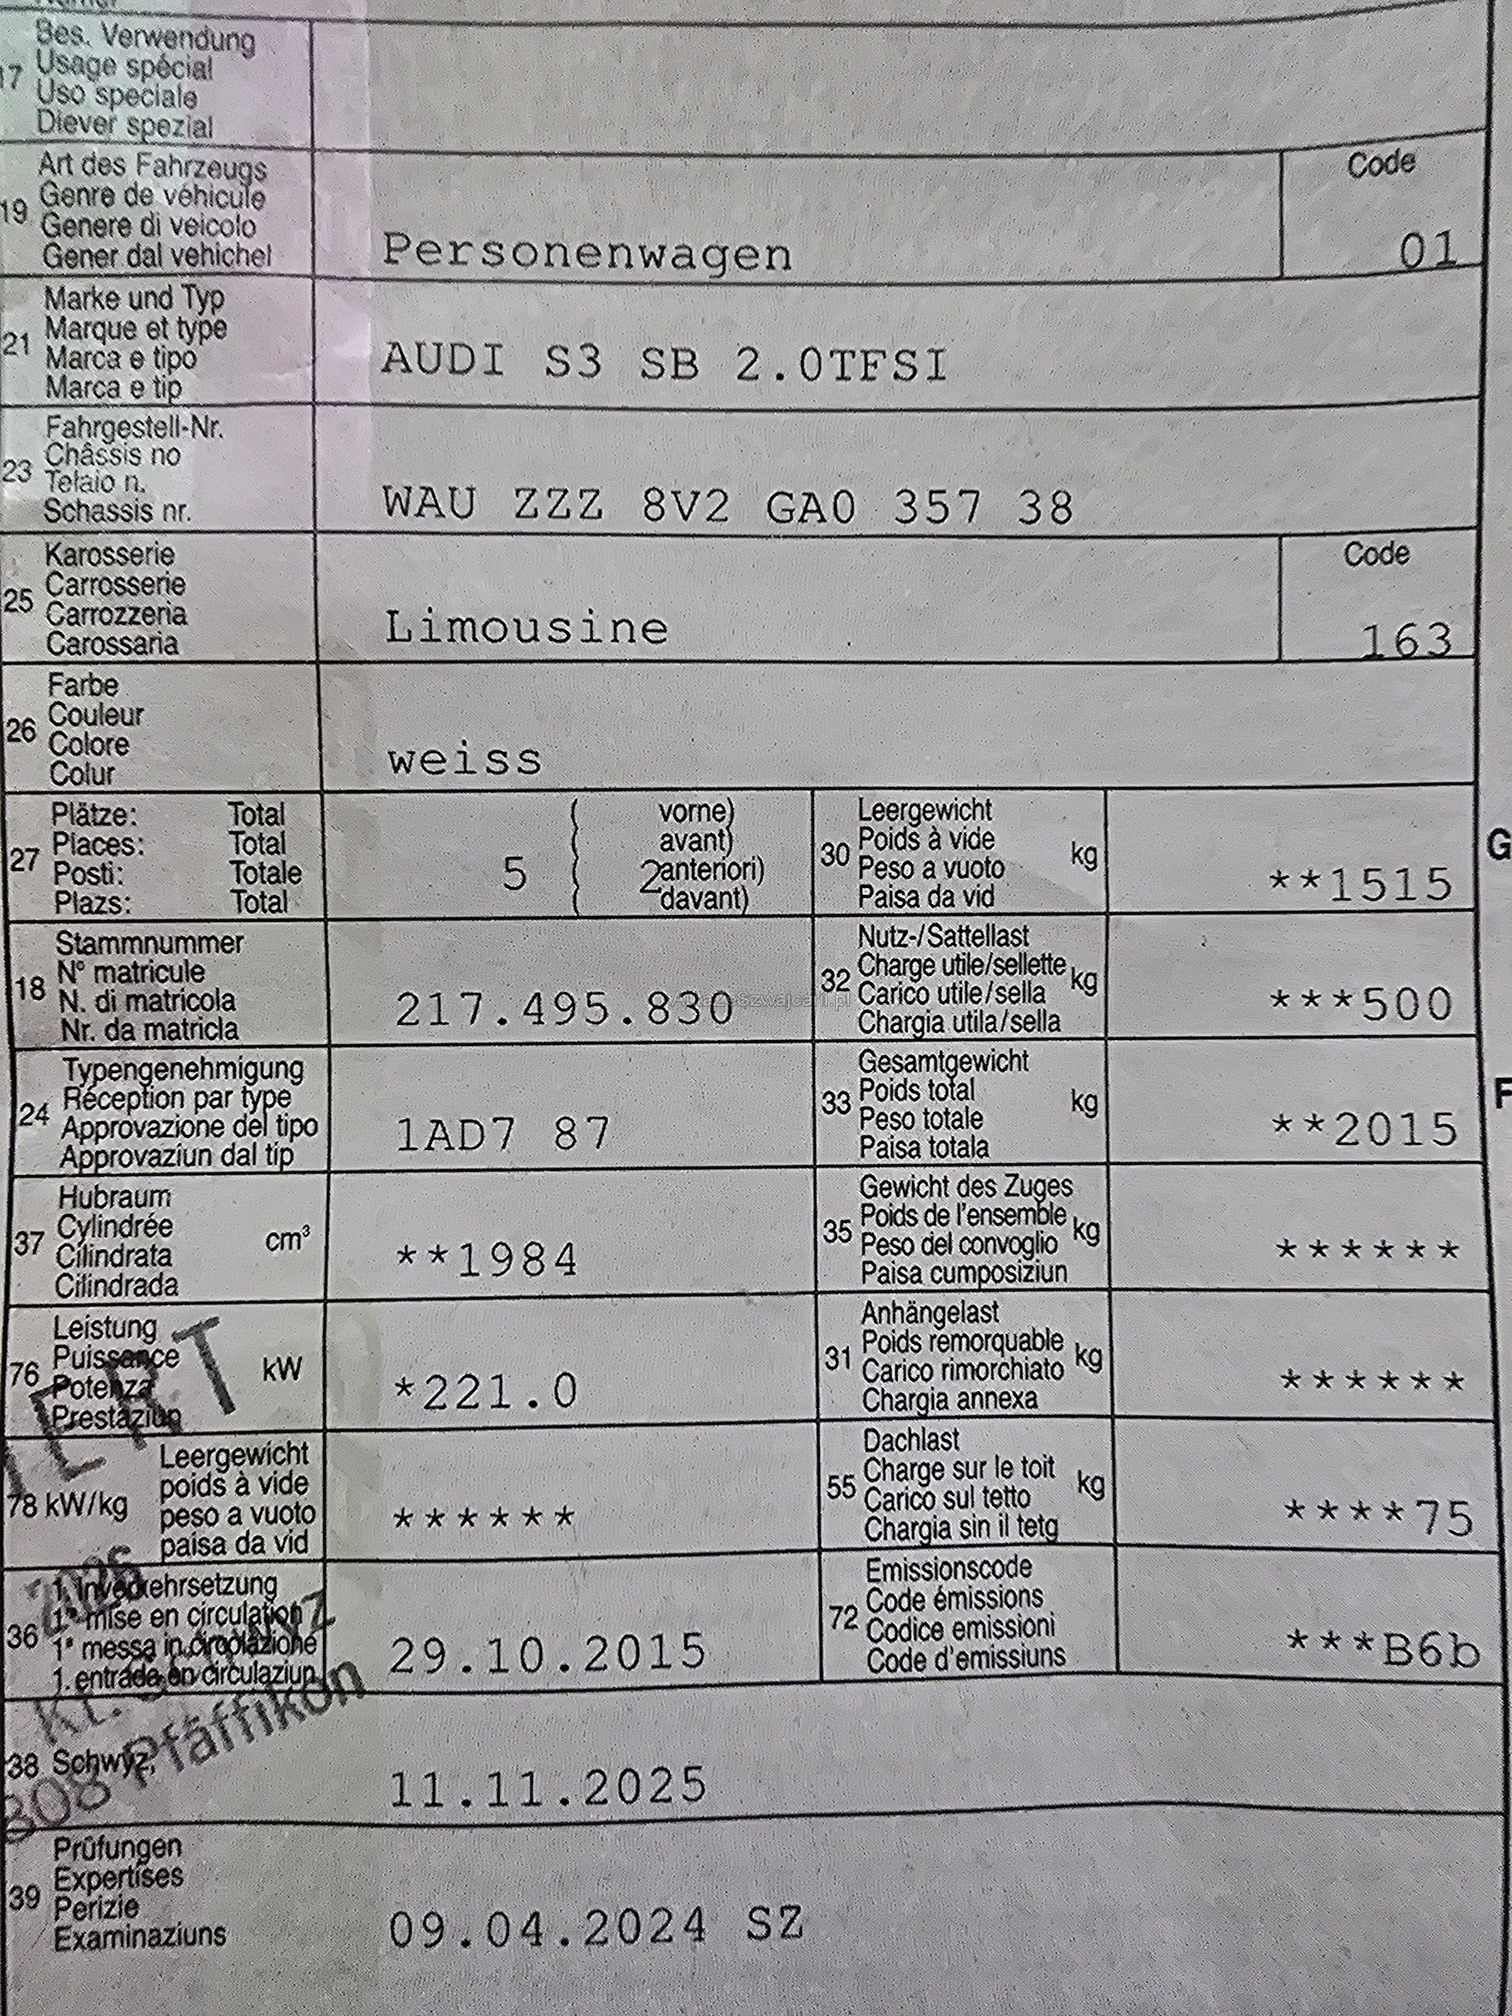 Bes. Verwendung
17 Usage spécial
Uso speciale
Diever spezial
Art des Fahrzeugs Code
19 Genre de véhicule
Genere di veicolo
Gener dal vehichel Personenwagen 01
Marke und Typ
21 Marque et type
Marca e tipo AUDI S3 SB 2.0TFSI
Marca e tip
Fahrgestell-Nr.
23 Châssis no
Telaio n.
Schassis nr. WAU ZZZ 8V2 GA0 357 38
Karosserie Code
25 Carrosserie
Carrozzeria
Carossaria Limousine 163
Farbe
26 Couleur
Colore
Colur weiss
Plätze: Total vorne) Leergewicht
27 Places: Total avant) 30 Poids à vide kg G
Posti: Totale 5 { 2 anteriori) Peso a vuoto **1515
Plazs: Total davant) Paisa da vid
Stammnummer Nutz-/Sattellast
18 N° matricule 32 Charge utile/sellette kg
N. di matricola 217.495.830 Carico utile/sella ***500
Nr. da matricla Chargia utila/sella
Typengenehmigung Gesamtgewicht
24 Réception par type 33 Poids total kg F
Approvazione del tipo 1AD7 87 Peso totale **2015
Approvaziun dal tip Paisa totala
Hubraum Gewicht des Zuges
37 Cylindrée cm³ 35 Poids de l'ensemble kg
Cilindrata **1984 Peso del convoglio ******
Cilindrada Paisa cumposiziun
Leistung Anhängelast
76 Puissance kW 31 Poids remorquable kg
Potenza *221.0 Carico rimorchiato ******
Prestaziun Chargia annexa
Leergewicht Dachlast
78 kW/kg poids à vide 55 Charge sur le toit kg
peso a vuoto ****** Carico sul tetto ****75
paisa da vid Chargia sin il tetg
1. Inverkehrsetzung Emissionscode
36 1e mise en circulation 72 Code émissions
1a messa in circolazione 29.10.2015 Codice emissioni ***B6b
1. entrada en circulaziun Code d'emissiuns
2026
Kt. Schwyz
38 Schwyz, 11.11.2025
808 Pfäffikon
Prüfungen
39 Expertises
Perizie 09.04.2024 SZ
Examinaziuns